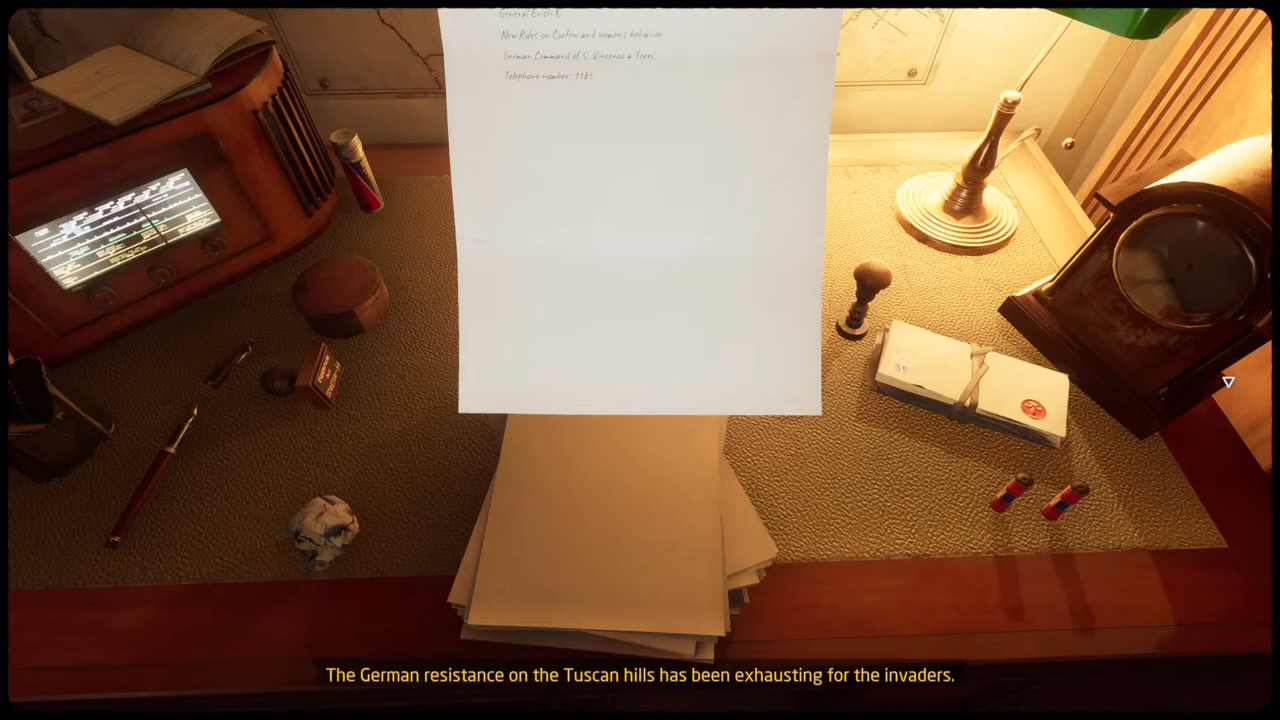 General Erich K.
New Rules on Curfew and women's behavior
German Command of S. Vincenzo a Torri.
Telephone number: 1185
The German resistance on the Tuscan hills has been exhausting for the invaders.